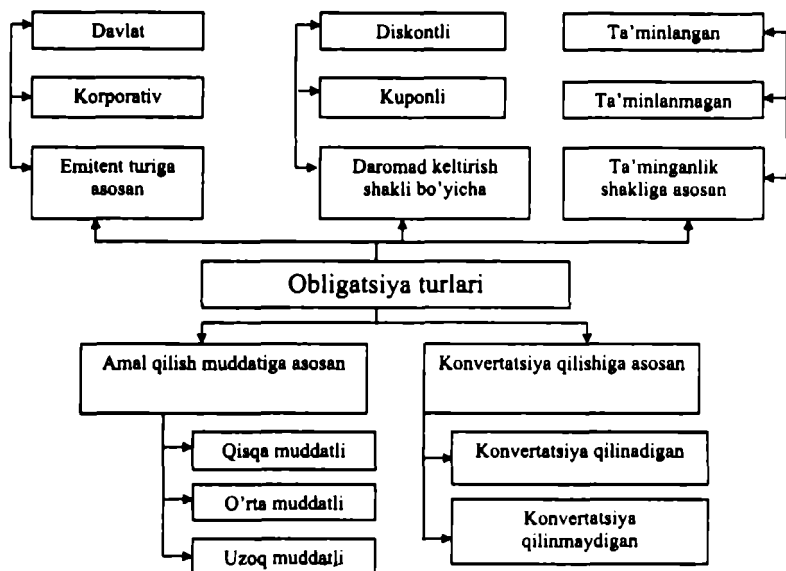 Davlat
Diskontli
Ta'minlangan
Korporativ
Kuponli
Ta'minlanmagan
Emitent turiga
asosan
Daromad keltirish
shakli bo'yicha
Ta'minganlik
shakliga asosan
Obligatsiya turlari
Amal qilish muddatiga asosan
Konvertatsiya qilishiga asosan
Qisqa muddatli
Konvertatsiya qilinadigan
O'rta muddatli
Konvertatsiya
qilinmaydigan
Uzoq muddatli